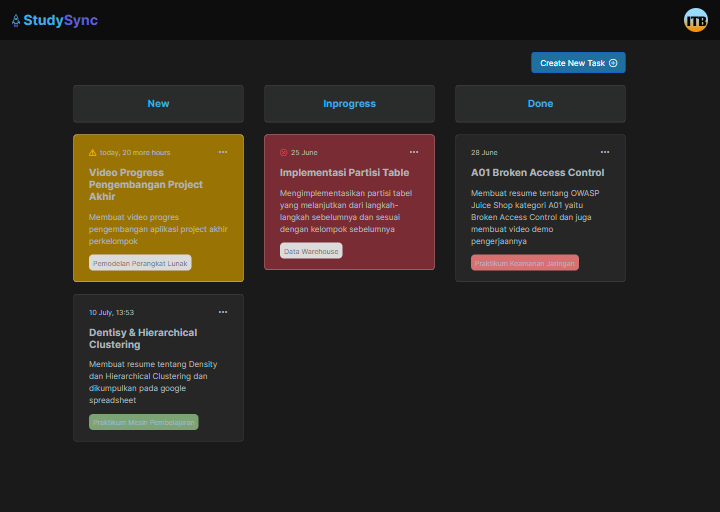 StudySync
ITB
Create New Task
New
Inprogress
Done
today, 20 more hours
Video Progress
Pengembangan Project
Akhir
Membuat video progres
pengembangan aplikasi project akhir
perkelompok
Pemodelan Perangkat Lunak
10 July, 13:53
Dentisy & Hierarchical
Clustering
Membuat resume tentang Density
dan Hierarchical Clustering dan
dikumpulkan pada google
spreadsheet
Praktikum Mesin Pembelajaran
25 June
Implementasi Partisi Table
Mengimplementasikan partisi tabel
yang melanjutkan dari langkah-
langkah sebelumnya dan sesuai
dengan kelompok sebelumnya
Data Warehouse
28 June
A01 Broken Access Control
Membuat resume tentang OWASP
Juice Shop kategori A01 yaitu
Broken Access Control dan juga
membuat video demo
pengerjaannya
Praktikum Keamanan Jaringan